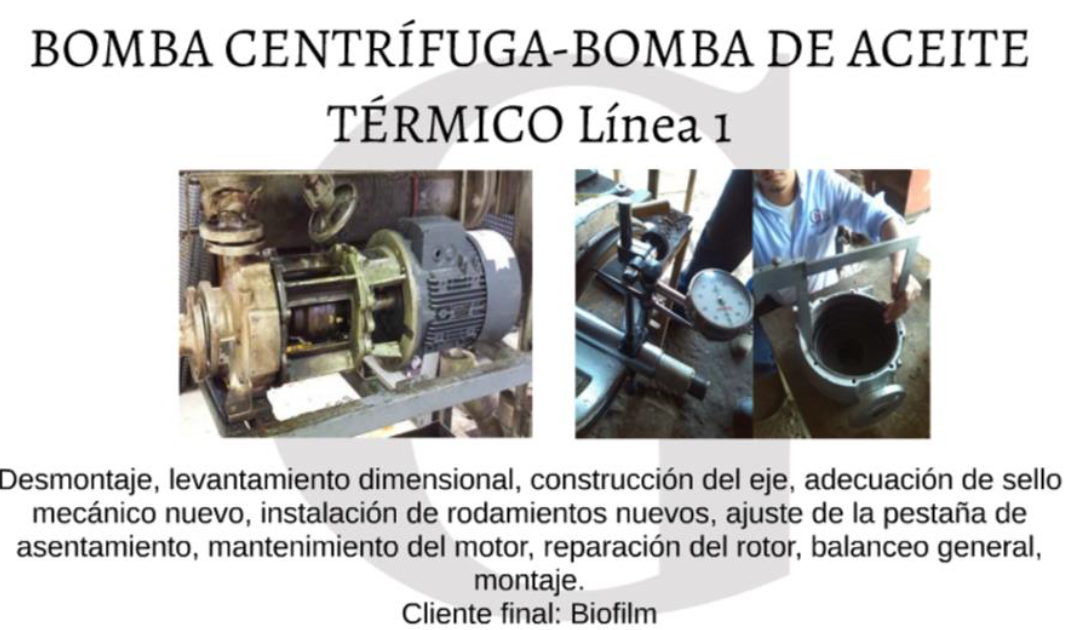 BOMBA CENTRÍFUGA-BOMBA DE ACEITE
TÉRMICO Línea 1
Desmontaje, levantamiento dimensional, construcción del eje, adecuación de sello
mecánico nuevo, instalación de rodamientos nuevos, ajuste de la pestaña de
asentamiento, mantenimiento del motor, reparación del rotor, balanceo general,
montaje.
Cliente final: Biofilm